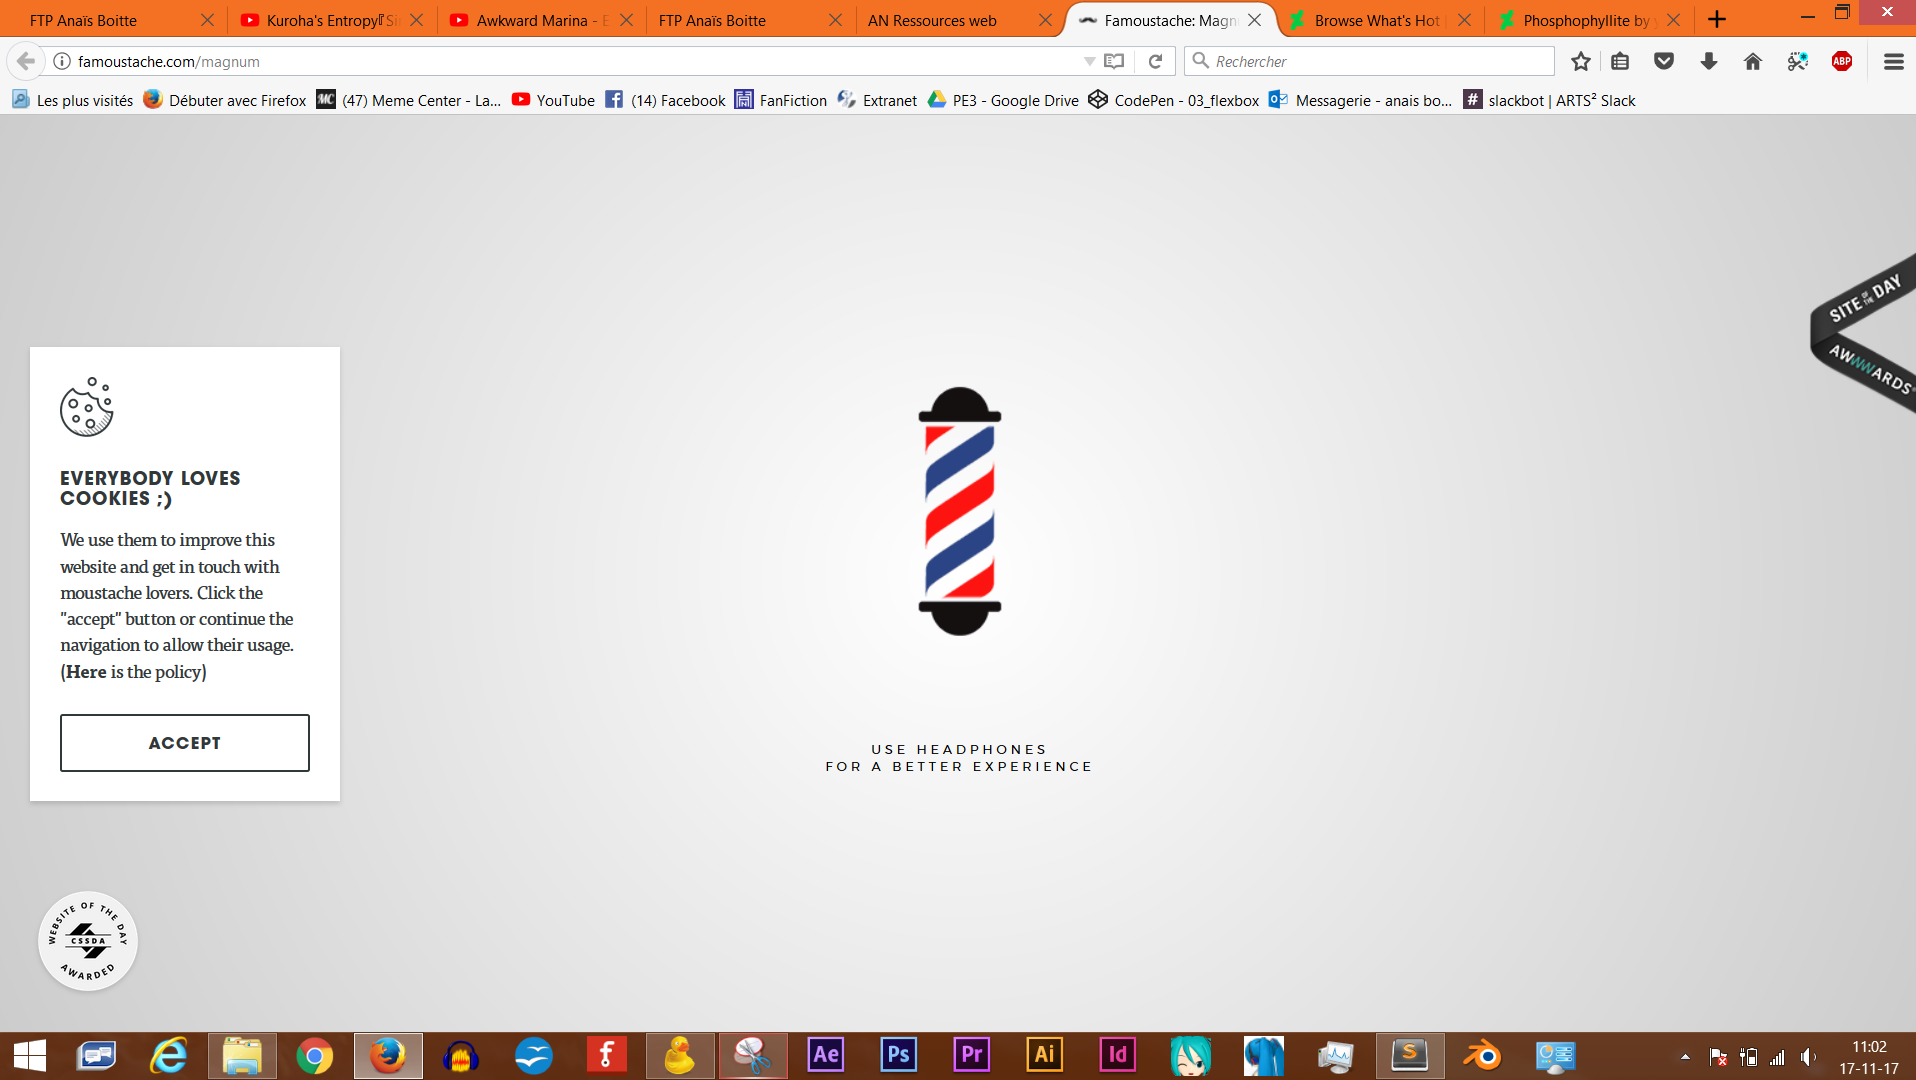 FTP Anaïs Boitte
Kuroha's Entropy
Awkward Marina - E
FTP Anaïs Boitte
AN Ressources web
Famoustache: Magn
Browse What's Hot
Phosphophyllite by
famoustache.com/magnum
Rechercher
ABP
Les plus visités
Débuter avec Firefox
MC (47) Meme Center - La...
YouTube
(14) Facebook
FanFiction
Extranet
PE3 - Google Drive
CodePen - 03_flexbox
Messagerie - anais bo...
slackbot | ARTS² Slack
SITE OF THE DAY
AWWWARDS
EVERYBODY LOVES
COOKIES ;)
We use them to improve this
website and get in touch with
moustache lovers. Click the
"accept" button or continue the
navigation to allow their usage.
(Here is the policy)
ACCEPT
USE HEADPHONES
FOR A BETTER EXPERIENCE
WEBSITE OF THE DAY
CSSDA
AWARDED
Ae
Ps
Pr
Ai
Id
11:02
17-11-17